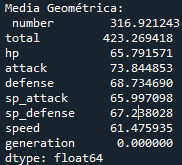 Media Geométrica:
number 316.921243
total 423.269418
hp 65.791571
attack 73.844853
defense 68.734690
sp_attack 65.997098
sp_defense 67.238028
speed 61.475935
generation 0.000000
dtype: float64